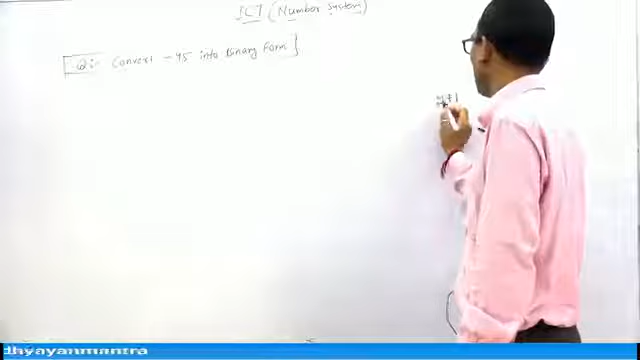 ICT (Number System)
Q:- Convert -45 into Binary Form
dhyayanmantra